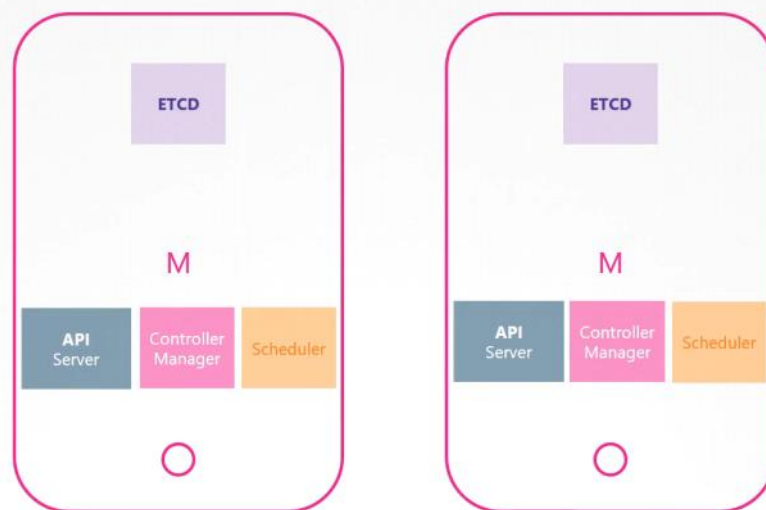 ETCD
M
API
Server
Controller
Manager
Scheduler
ETCD
M
API
Server
Controller
Manager
Scheduler